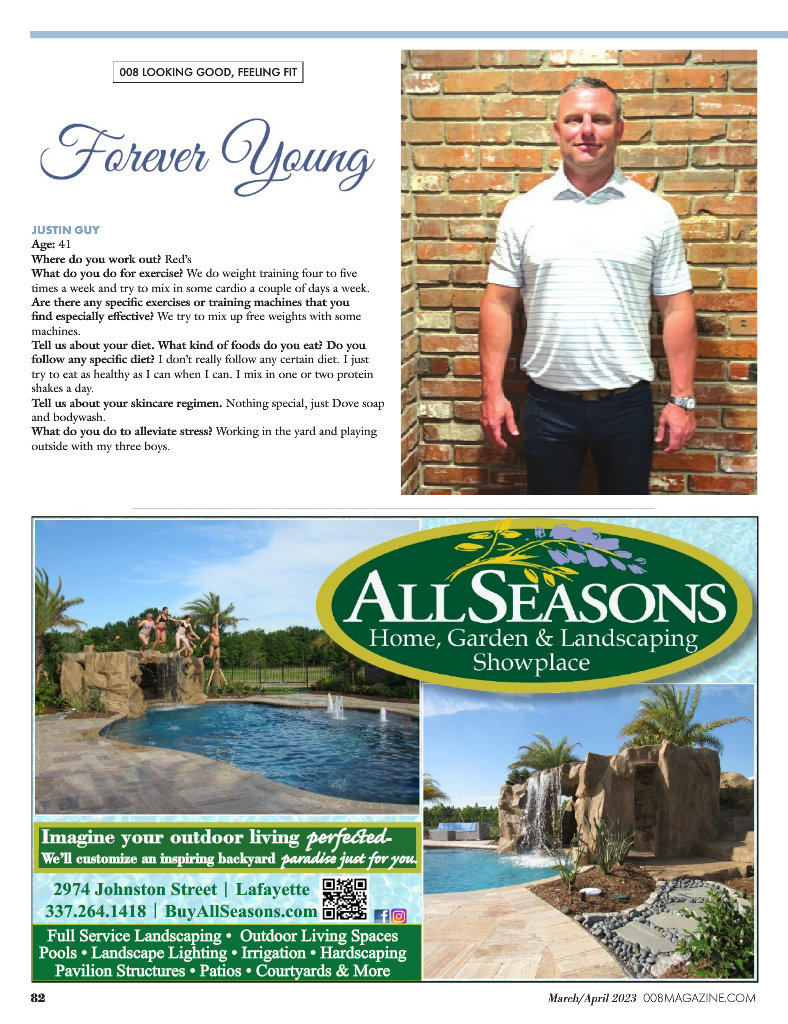 008 LOOKING GOOD, FEELING FIT
Forever Young
JUSTIN GUY
Age: 41
Where do you work out? Red's
What do you do for exercise? We do weight training four to five
times a week and try to mix in some cardio a couple of days a week.
Are there any specific exercises or training machines that you
find especially effective? We try to mix up free weights with some
machines.
Tell us about your diet. What kind of foods do you eat? Do you
follow any specific diet? I don't really follow any certain diet. I just
try to eat as healthy as I can when I can. I mix in one or two protein
shakes a day.
Tell us about your skincare regimen. Nothing special, just Dove soap
and bodywash.
What do you do to alleviate stress? Working in the yard and playing
outside with my three boys.
ALLSEASONS
Home, Garden & Landscaping
Showplace
Imagine your outdoor living perfected-
We'll customize an inspiring backyard paradise just for you.
2974 Johnston Street | Lafayette
337.264.1418 | BuyAllSeasons.com
Full Service Landscaping • Outdoor Living Spaces
Pools • Landscape Lighting • Irrigation • Hardscaping
Pavilion Structures • Patios • Courtyards & More
82
March/April 2023 008MAGAZINE.COM